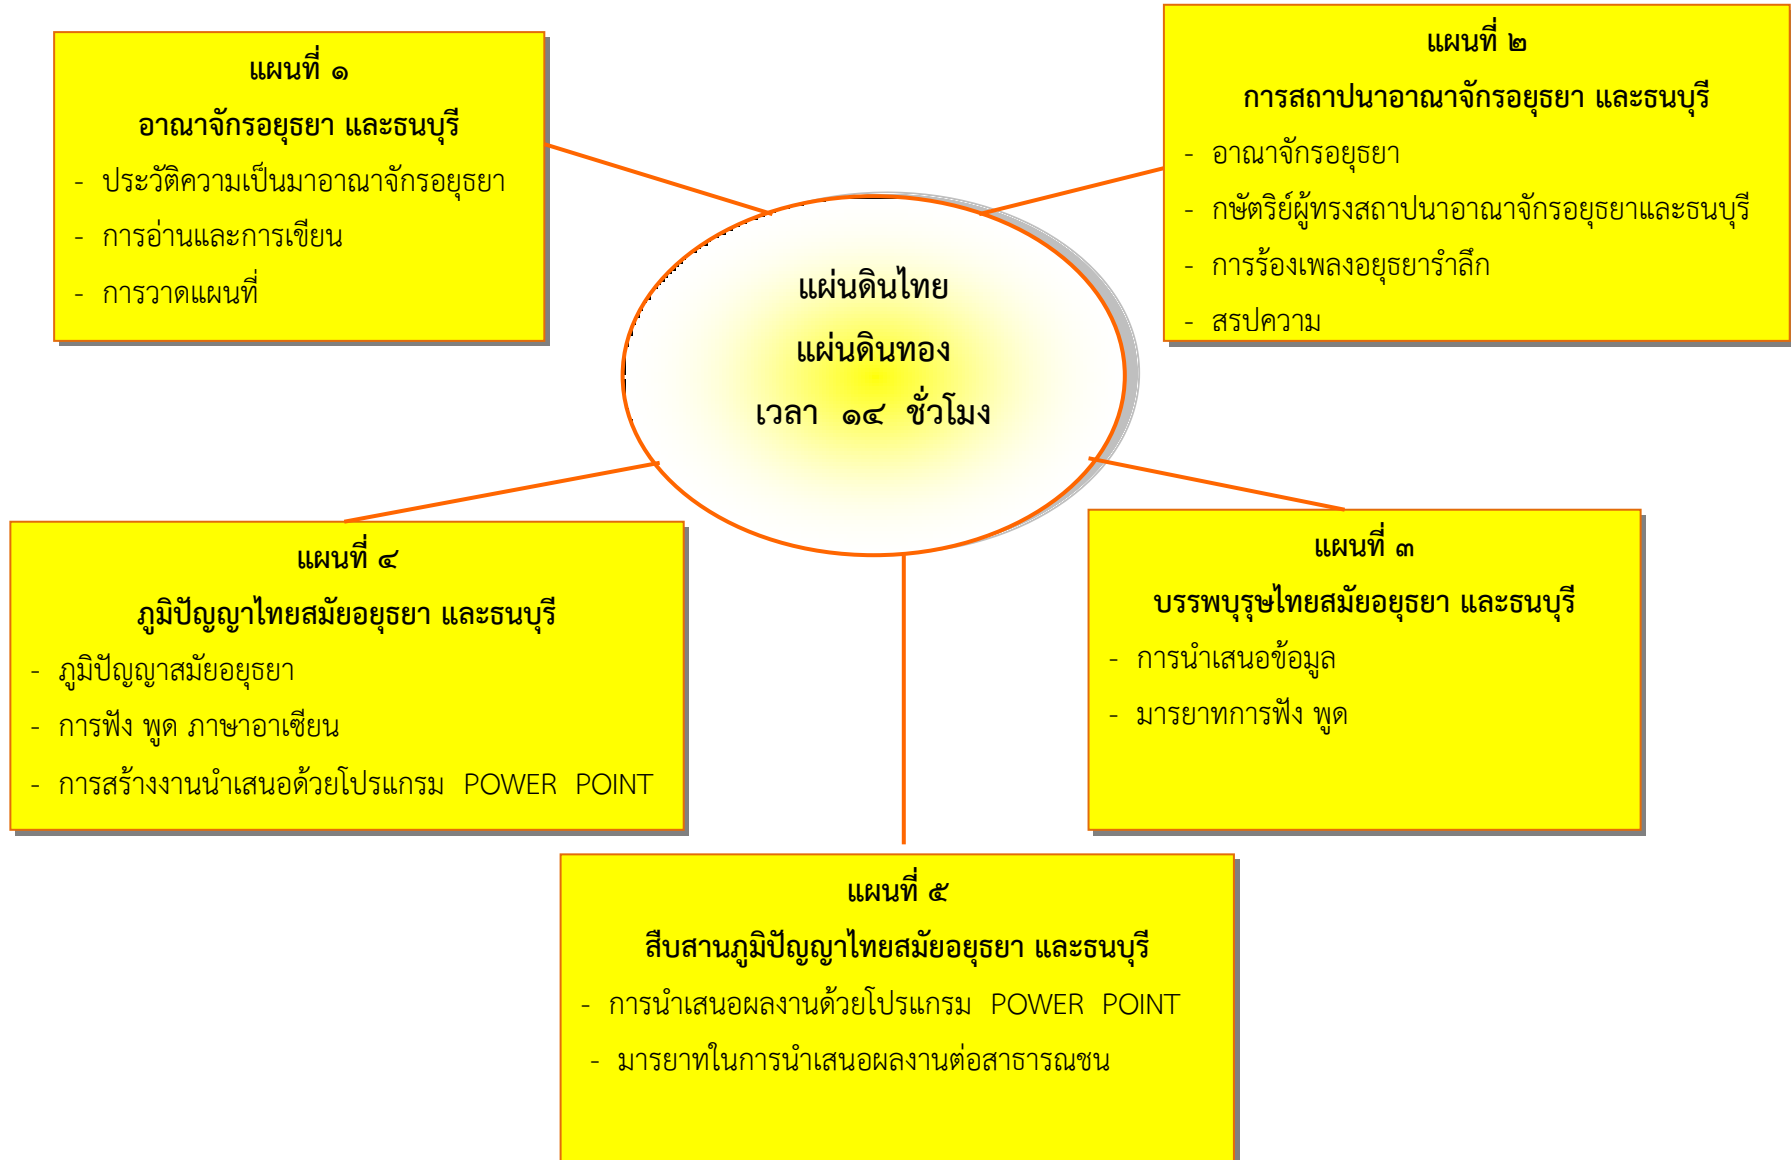 แผนที่ ๑
อาณาจักรอยุธยา และธนบุรี
- ประวัติความเป็นมาอาณาจักรอยุธยา
- การอ่านและการเขียน
- การวาดแผนที่
แผนที่ ๒
การสถาปนาอาณาจักรอยุธยา และธนบุรี
- อาณาจักรอยุธยา
- กษัตริย์ผู้ทรงสถาปนาอาณาจักรอยุธยาและธนบุรี
- การร้องเพลงอยุธยารำลึก
- สรุปความ
แผ่นดินไทย
แผ่นดินทอง
เวลา ๑๔ ชั่วโมง
แผนที่ ๔
ภูมิปัญญาไทยสมัยอยุธยา และธนบุรี
- ภูมิปัญญาสมัยอยุธยา
- การฟัง พูด ภาษาอาเซียน
- การสร้างงานนำเสนอด้วยโปรแกรม POWER POINT
แผนที่ ๓
บรรพบุรุษไทยสมัยอยุธยา และธนบุรี
- การนำเสนอข้อมูล
- มารยาทการฟัง พูด
แผนที่ ๕
สืบสานภูมิปัญญาไทยสมัยอยุธยา และธนบุรี
- การนำเสนอผลงานด้วยโปรแกรม POWER POINT
- มารยาทในการนำเสนอผลงานต่อสาธารณชน